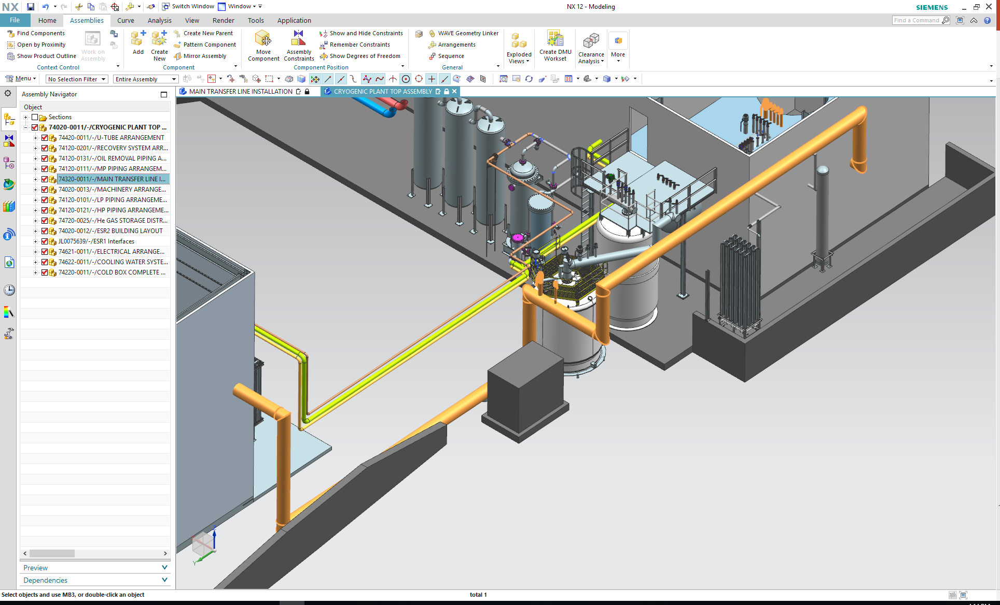 NX
Switch Window
Window
NX 12 - Modeling
SIEMENS
File
Home
Assemblies
Curve
Analysis
View
Render
Tools
Application
Find a Command
Find Components
Open by Proximity
Show Product Outline
Work on Assembly
Context Control
Add
Create New
Create New Parent
Pattern Component
Mirror Assembly
Component
Move Component
Assembly Constraints
Show and Hide Constraints
Remember Constraints
Show Degrees of Freedom
Component Position
WAVE Geometry Linker
Arrangements
Sequence
General
Exploded Views
Create DMU Workset
Clearance Analysis
More
Menu
No Selection Filter
Entire Assembly
Assembly Navigator
MAIN TRANSFER LINE INSTALLATION
CRYOGENIC PLANT TOP ASSEMBLY
Object
Sections
74020-0011/-/CRYOGENIC PLANT TOP ...
74420-0011/-/U-TUBE ARRANGEMENT
74120-0201/-/RECOVERY SYSTEM ARR...
74120-0131/-/OIL REMOVAL PIPING A...
74120-0111/-/MP PIPING ARRANGEM...
74320-0011/-/MAIN TRANSFER LINE I...
74020-0013/-/MACHINERY ARRANGE...
74120-0101/-/LP PIPING ARRANGEME...
74120-0121/-/HP PIPING ARRANGEME...
74720-0025/-/He GAS STORAGE DISTR...
74020-0012/-/ESR2 BUILDING LAYOUT
JL0075639/-/ESR1 Interfaces
74621-0011/-/ELECTRICAL ARRANGE...
74622-0011/-/COOLING WATER SYSTE...
74220-0011/-/COLD BOX COMPLETE ...
Z
Y
Preview
Dependencies
Select objects and use MB3, or double-click an object
total 1